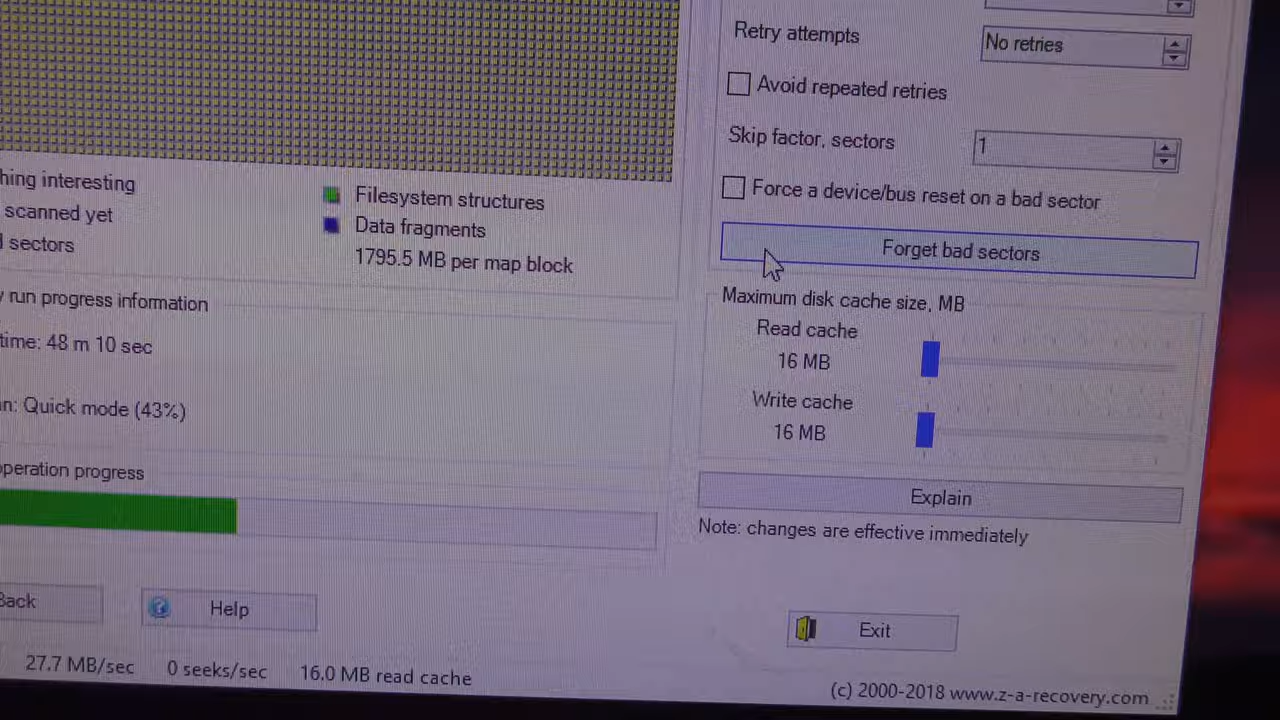 Retry attempts
No retries
Avoid repeated retries
Skip factor, sectors
1
Force a device/bus reset on a bad sector
Forget bad sectors
Maximum disk cache size, MB
Read cache
16 MB
Write cache
16 MB
Explain
Note: changes are effective immediately
Exit
hing interesting
scanned yet
sectors
Filesystem structures
Data fragments
1795.5 MB per map block
run progress information
time: 48 m 10 sec
n: Quick mode (43%)
operation progress
Back
Help
27.7 MB/sec 0 seeks/sec 16.0 MB read cache
(c) 2000-2018 www.z-a-recovery.com